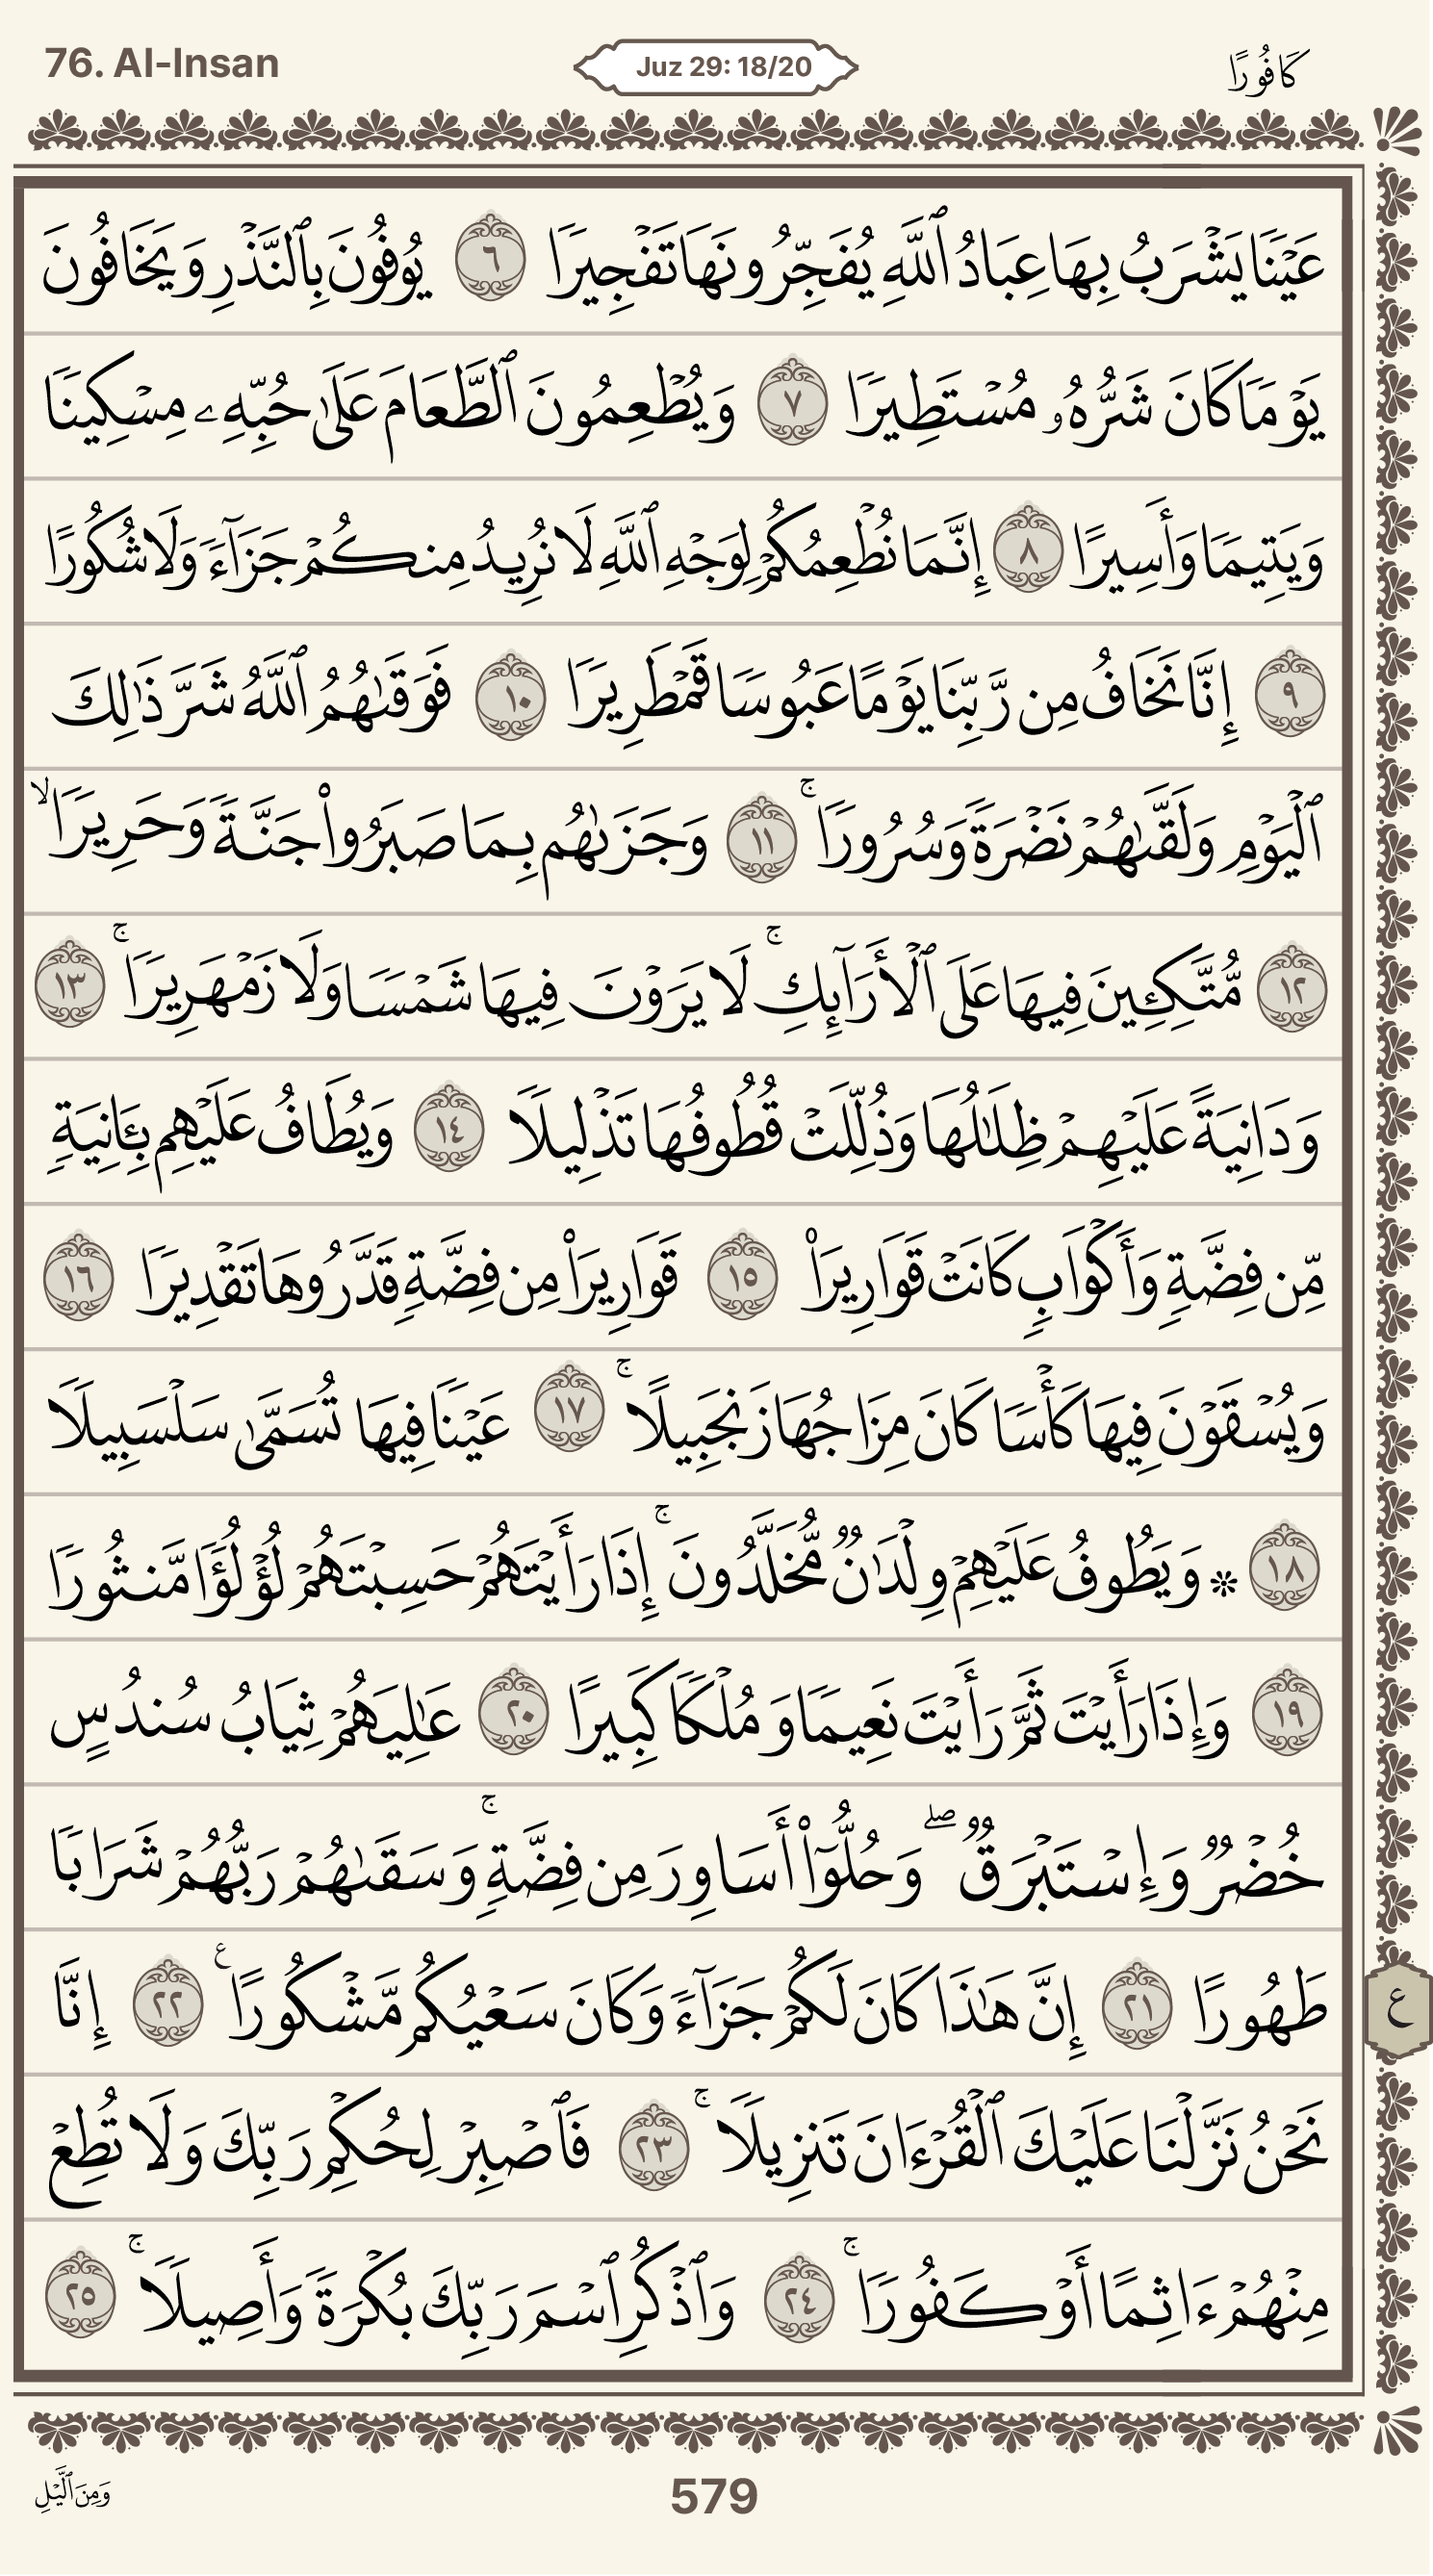 76. Al-Insan
Juz 29: 18/20
كَافُورًا
عَيۡنٗا يَشۡرَبُ بِهَا عِبَادُ ٱللَّهِ يُفَجِّرُونَهَا تَفۡجِيرٗا ٦ يُوفُونَ بِٱلنَّذۡرِ وَيَخَافُونَ
يَوۡمٗا كَانَ شَرُّهُۥ مُسۡتَطِيرٗا ٧ وَيُطۡعِمُونَ ٱلطَّعَامَ عَلَىٰ حُبِّهِۦ مِسۡكِينٗا
وَيَتِيمٗا وَأَسِيرًا ٨ إِنَّمَا نُطۡعِمُكُمۡ لِوَجۡهِ ٱللَّهِ لَا نُرِيدُ مِنكُمۡ جَزَآءٗ وَلَا شُكُورًا
٩ إِنَّا نَخَافُ مِن رَّبِّنَا يَوۡمًا عَبُوسٗا قَمۡطَرِيرٗا ١٠ فَوَقَىٰهُمُ ٱللَّهُ شَرَّ ذَٰلِكَ
ٱلۡيَوۡمِ وَلَقَّىٰهُمۡ نَضۡرَةٗ وَسُرُورٗاۚ ١١ وَجَزَىٰهُم بِمَا صَبَرُواْ جَنَّةٗ وَحَرِيرٗاۙ
١٢ مُّتَّكِـِٔينَ فِيهَا عَلَى ٱلۡأَرَآئِكِۚ لَا يَرَوۡنَ فِيهَا شَمۡسٗا وَلَا زَمۡهَرِيرٗاۚ ١٣
وَدَانِيَةً عَلَيۡهِمۡ ظِلَٰلُهَا وَذُلِّلَتۡ قُطُوفُهَا تَذۡلِيلٗا ١٤ وَيُطَافُ عَلَيۡهِم بِـَٔانِيَةٖ
مِّن فِضَّةٖ وَأَكۡوَابٖ كَانَتۡ قَوَارِيرَا۠ ١٥ قَوَارِيرَاْ مِن فِضَّةٖ قَدَّرُوهَا تَقۡدِيرٗا ١٦
وَيُسۡقَوۡنَ فِيهَا كَأۡسٗا كَانَ مِزَاجُهَا زَنجَبِيلًاۚ ١٧ عَيۡنٗا فِيهَا تُسَمَّىٰ سَلۡسَبِيلٗا
١٨ ۞ وَيَطُوفُ عَلَيۡهِمۡ وِلۡدَٰنٞ مُّخَلَّدُونَۚ إِذَا رَأَيۡتَهُمۡ حَسِبۡتَهُمۡ لُؤۡلُؤٗا مَّنثُورٗا
١٩ وَإِذَا رَأَيۡتَ ثَمَّ رَأَيۡتَ نَعِيمٗا وَمُلۡكٗا كَبِيرًا ٢٠ عَٰلِيَهُمۡ ثِيَابُ سُندُسٍ
خُضۡرٞ وَإِسۡتَبۡرَقٞۖ وَحُلُّوٓاْ أَسَاوِرَ مِن فِضَّةٖۚ وَسَقَىٰهُمۡ رَبُّهُمۡ شَرَابٗا
طَهُورًا ٢١ إِنَّ هَٰذَا كَانَ لَكُمۡ جَزَآءٗ وَكَانَ سَعۡيُكُم مَّشۡكُورًاࣖ ٢٢ إِنَّا
نَحۡنُ نَزَّلۡنَا عَلَيۡكَ ٱلۡقُرۡءَانَ تَنزِيلٗاۚ ٢٣ فَٱصۡبِرۡ لِحُكۡمِ رَبِّكَ وَلَا تُطِعۡ
مِنۡهُمۡ ءَاثِمًا أَوۡ كَفُورٗاۚ ٢٤ وَٱذۡكُرِ ٱسۡمَ رَبِّكَ بُكۡرَةٗ وَأَصِيلٗاۚ ٢٥
ع
وَمِنَ ٱلَّيۡلِ
579